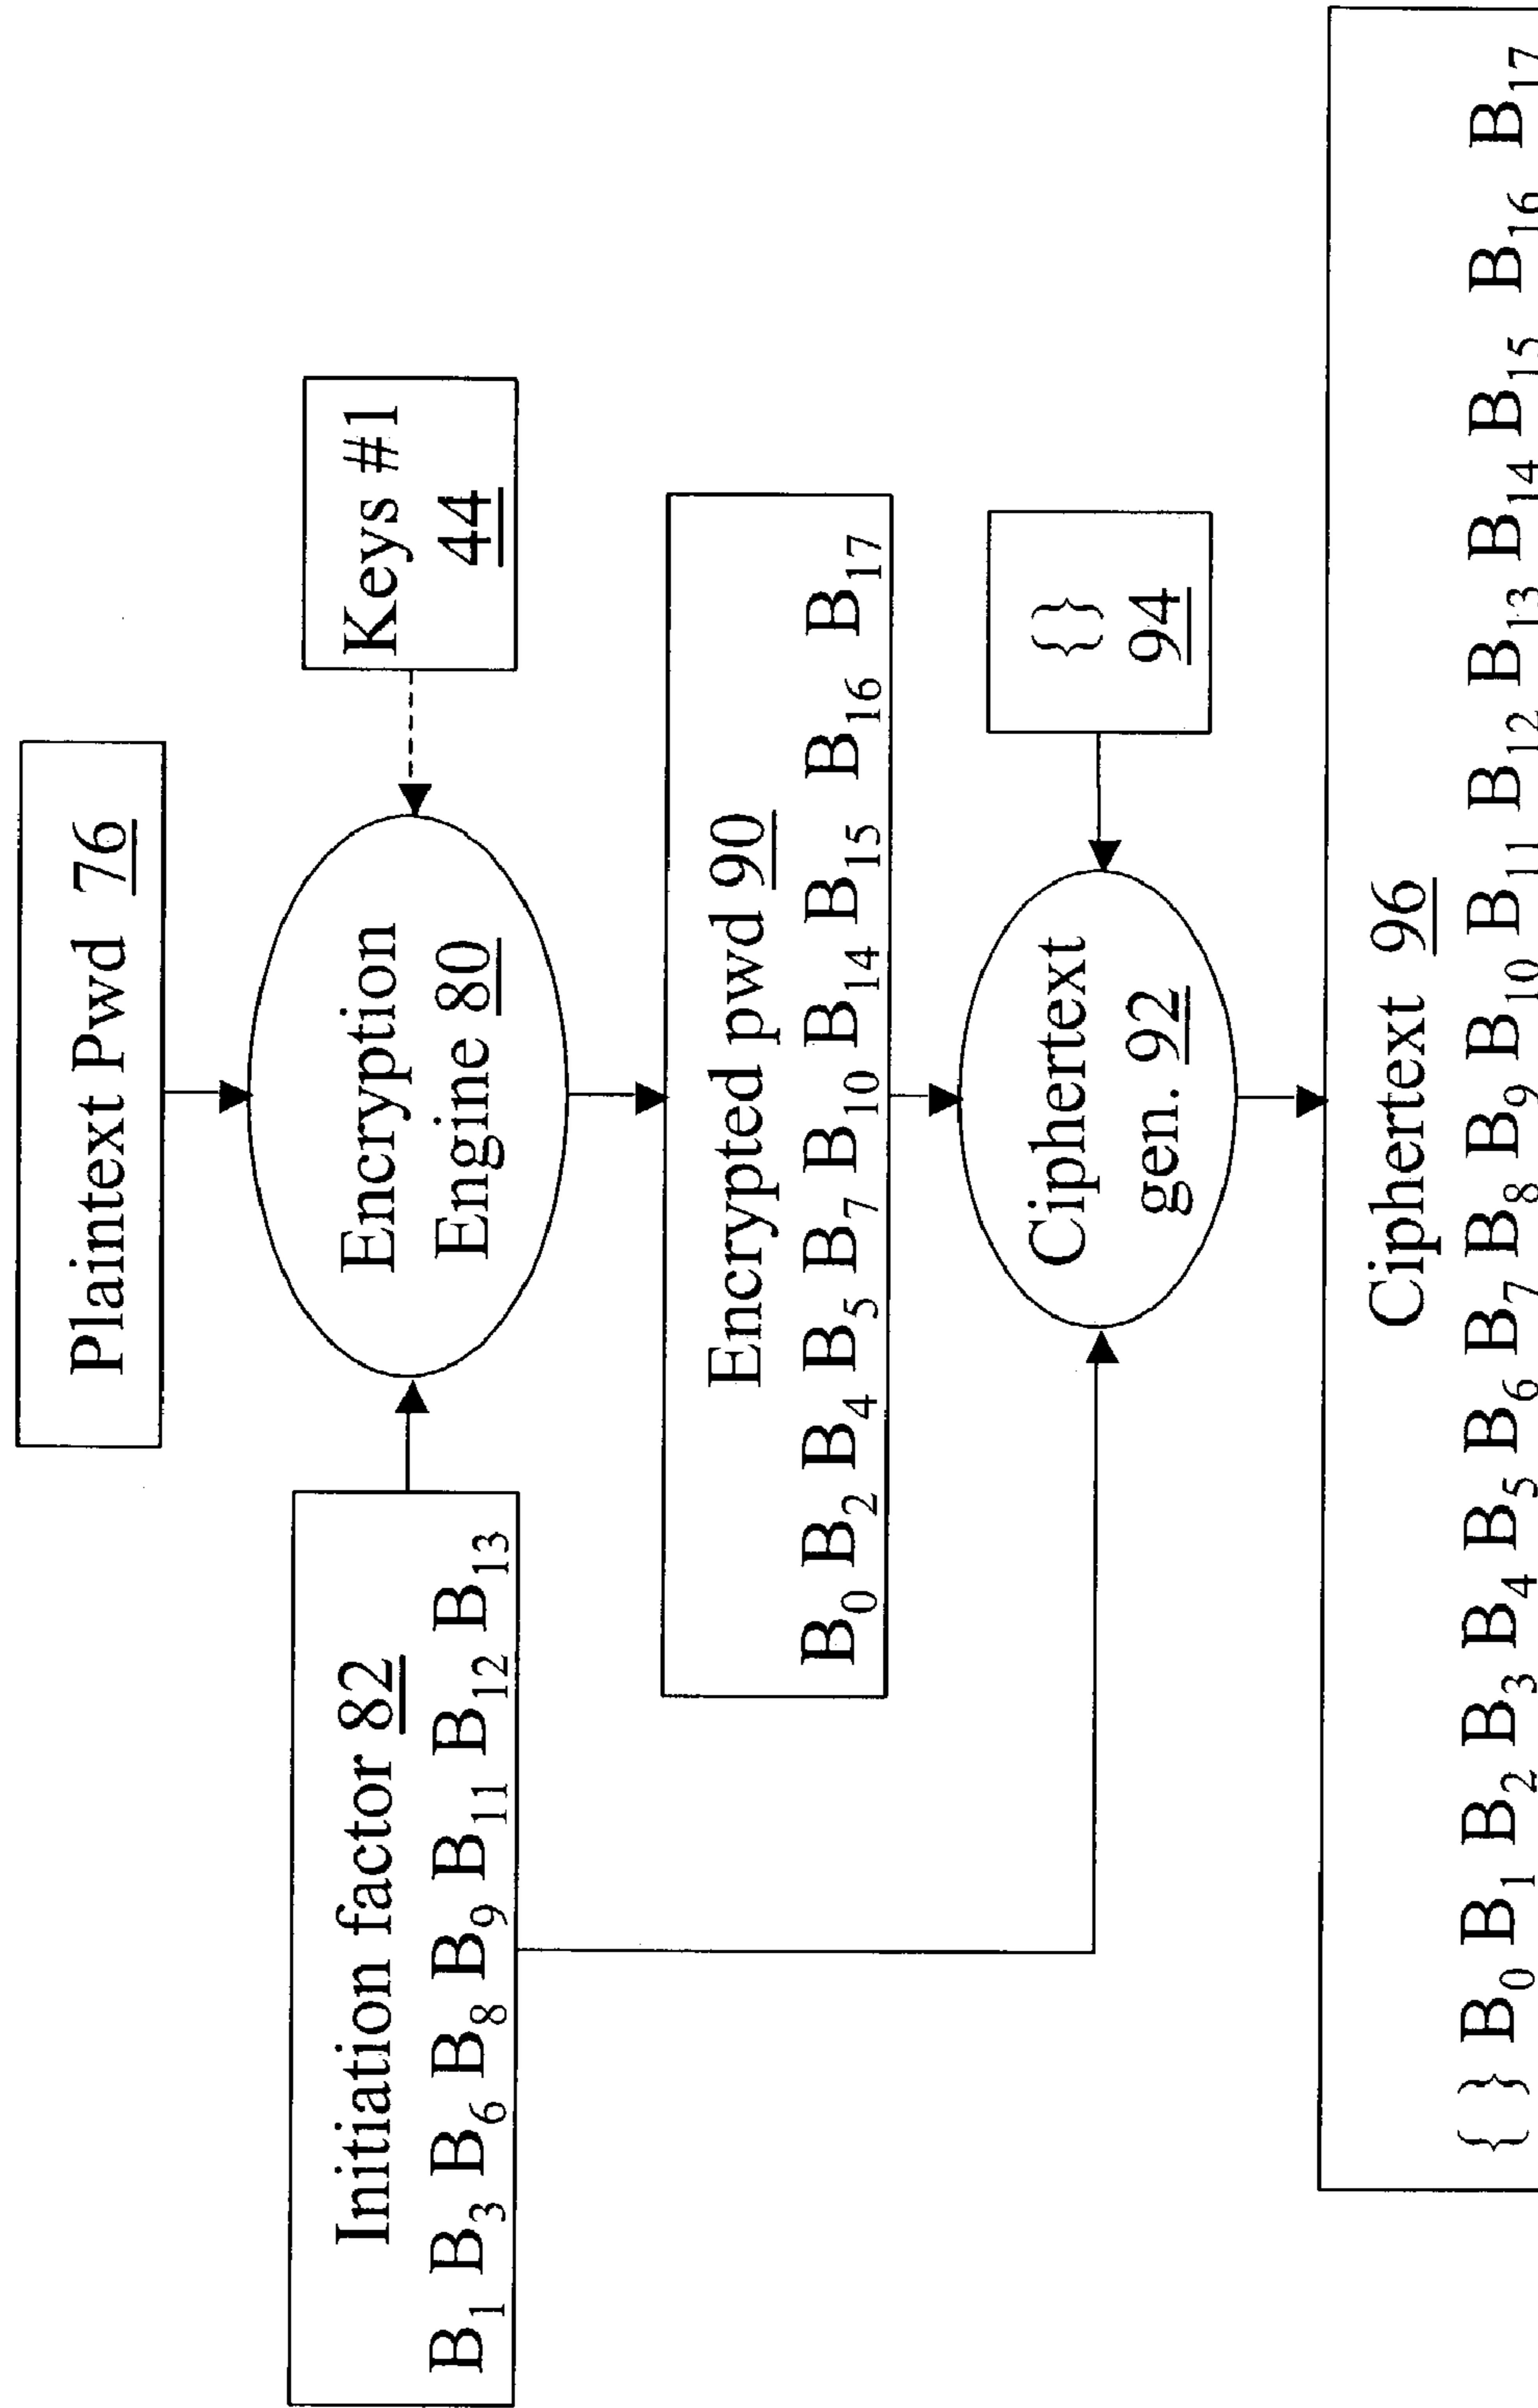 Plaintext Pwd 76
Initiation factor 82
B₁ B₃ B₆ B₈ B₉ B₁₁ B₁₂ B₁₃
Encryption
Engine 80
Keys #1
44
Encrypted pwd 90
B₀ B₂ B₄ B₅ B₇ B₁₀ B₁₄ B₁₅ B₁₆ B₁₇
Ciphertext
gen. 92
{}
94
Ciphertext 96
{ } B₀ B₁ B₂ B₃ B₄ B₅ B₆ B₇ B₈ B₉ B₁₀ B₁₁ B₁₂ B₁₃ B₁₄ B₁₅ B₁₆ B₁₇